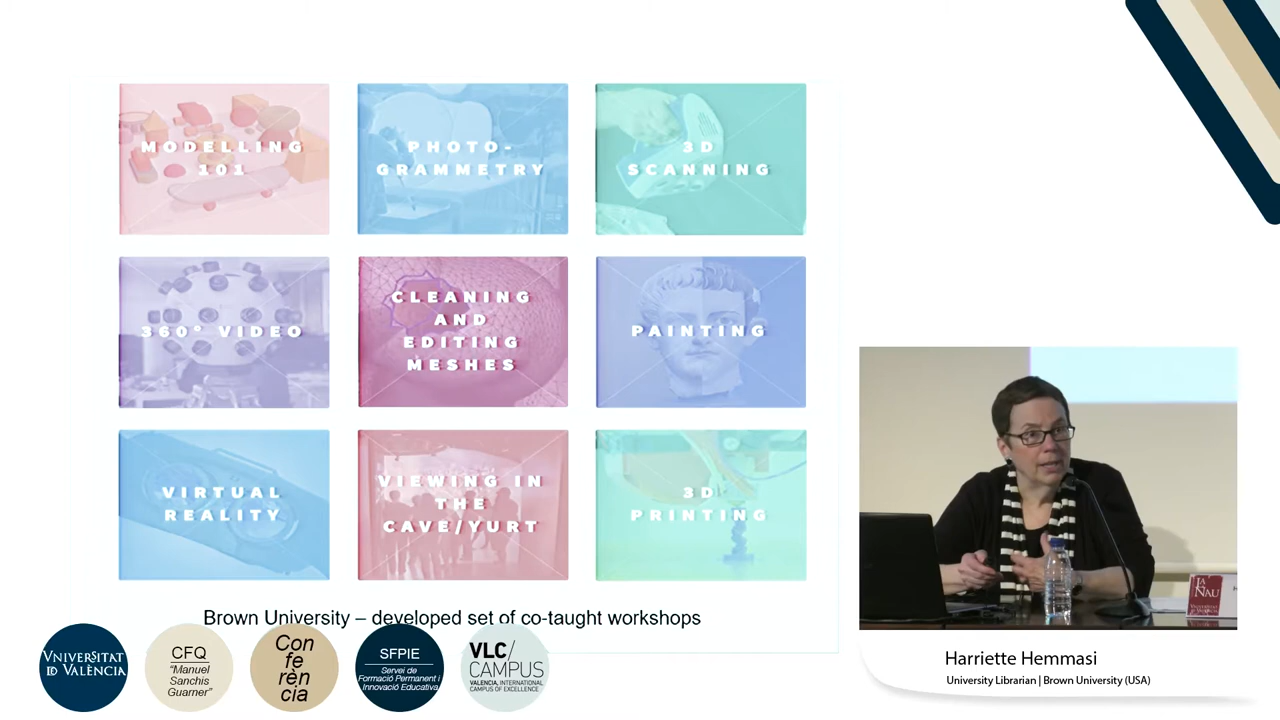 MODELLING
101
PHOTO-
GRAMMETRY
3D
SCANNING
360° VIDEO
CLEANING
AND
EDITING
MESHES
PAINTING
VIRTUAL
REALITY
VIEWING IN
THE
CAVE/YURT
3D
PRINTING
Brown University – developed set of co-taught workshops
VNIVERSITAT
DE VALÈNCIA
CFQ
"Manuel
Sanchis
Guarner"
Con
fe
rèn
cia
SFPIE
Servei de
Formació Permanent i
Innovació Educativa
VLC/
CAMPUS
VALENCIA, INTERNATIONAL
CAMPUS OF EXCELLENCE
LA
NAU
Harriette Hemmasi
University Librarian | Brown University (USA)